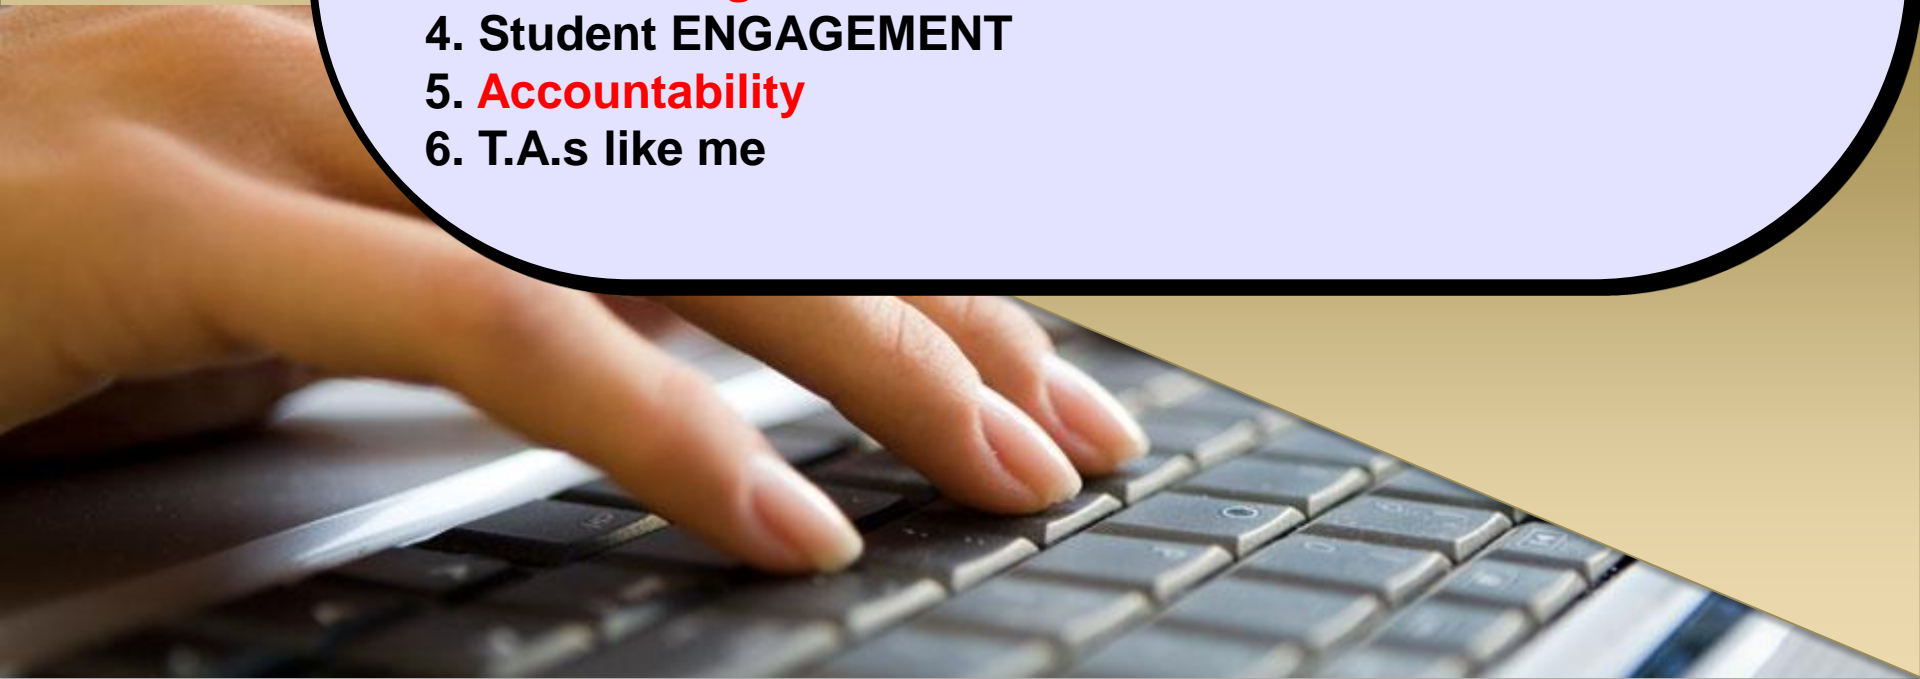 4. Student ENGAGEMENT
5. Accountability
6. T.A.s like me